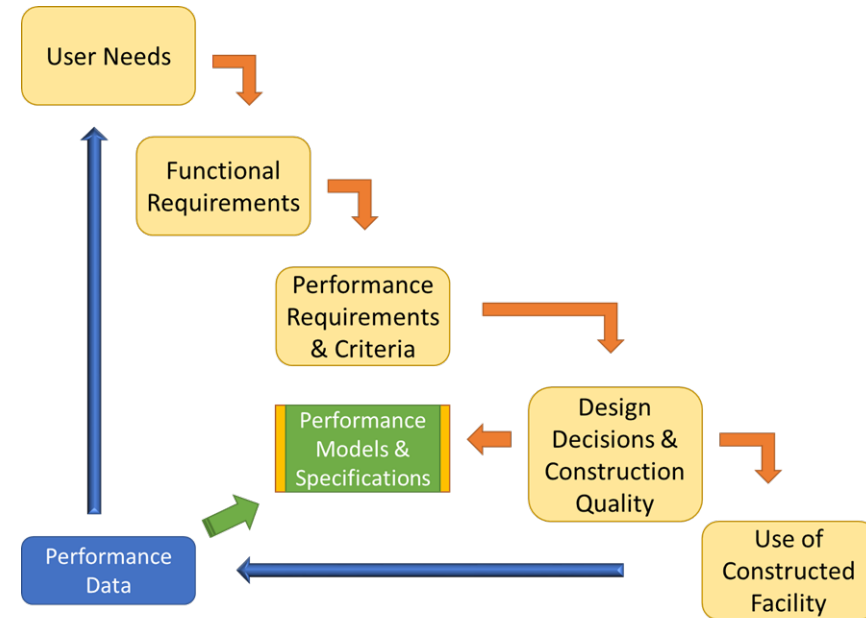 User Needs
Functional
Requirements
Performance
Requirements
& Criteria
Performance
Models &
Specifications
Design
Decisions &
Construction
Quality
Performance
Data
Use of
Constructed
Facility